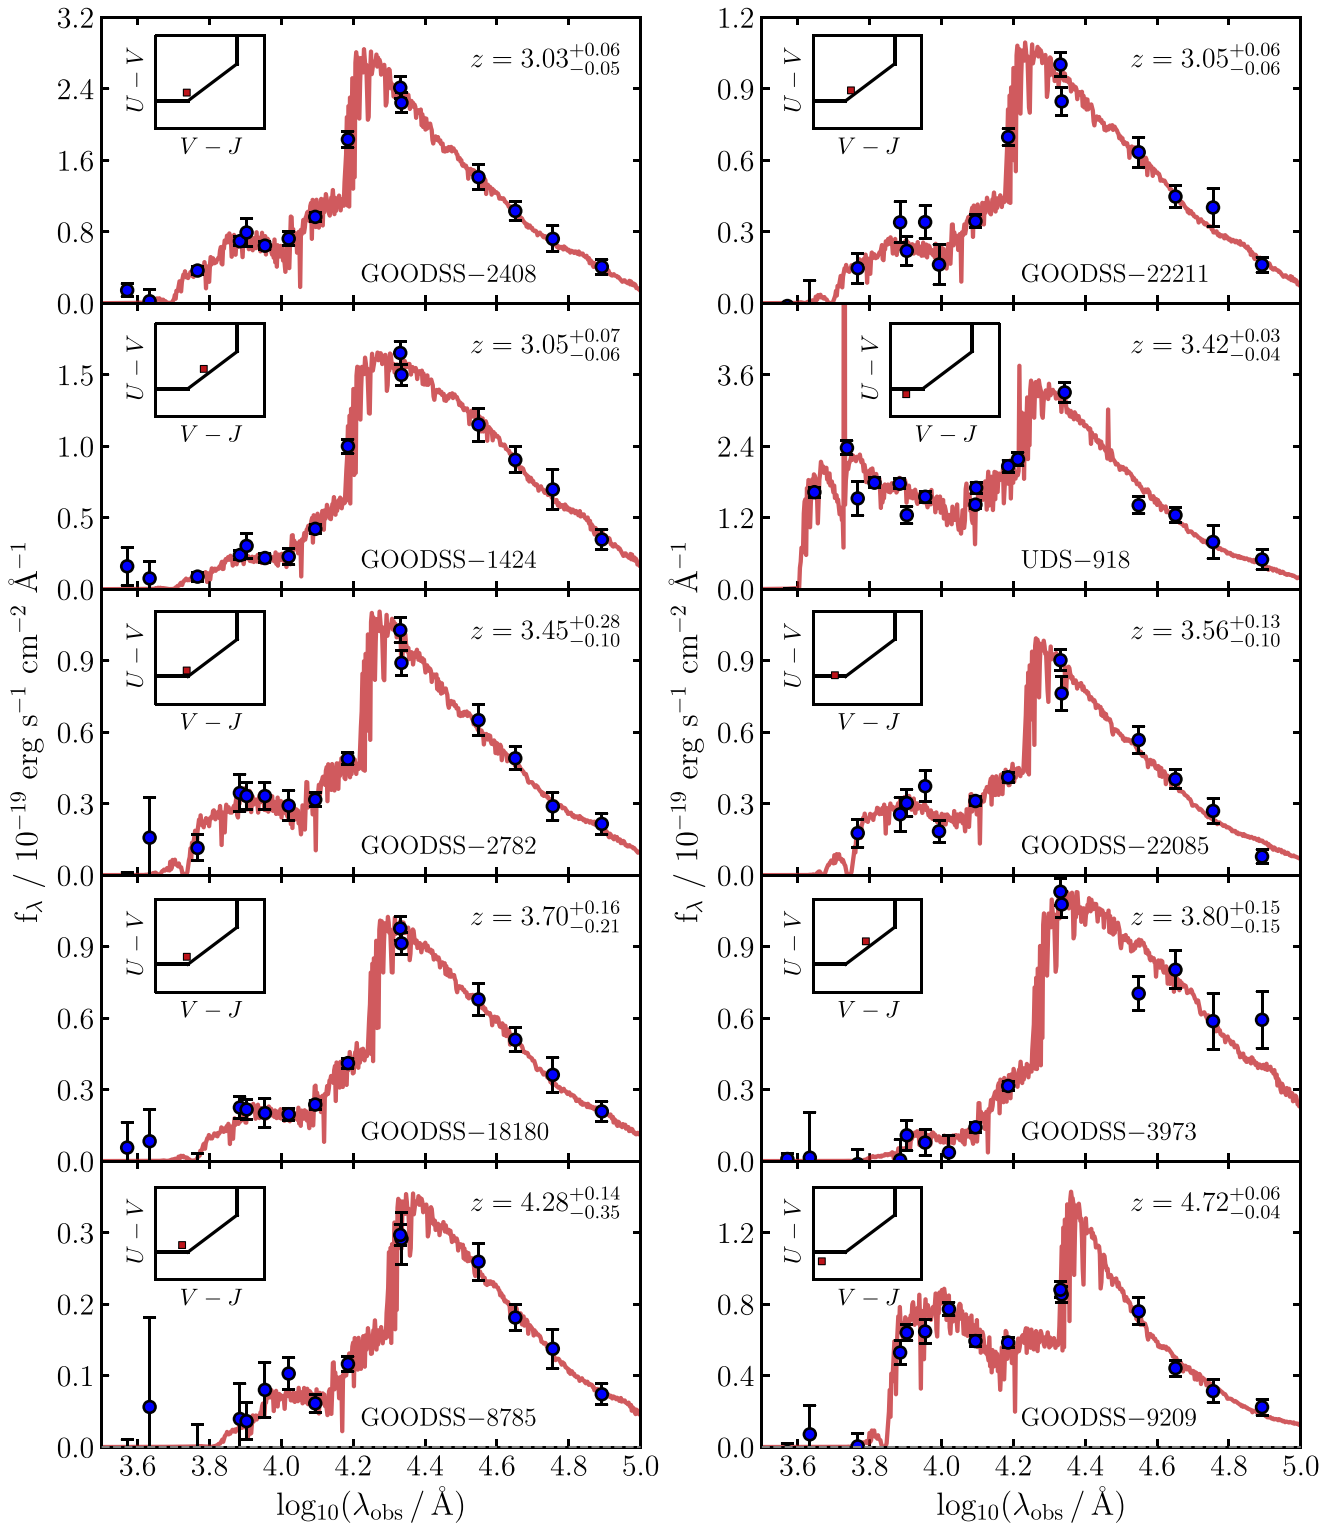 3.2
2.4
1.6
0.8
0.0
U − V
V − J
z = 3.03 +0.06 −0.05
GOODSS−2408
1.2
0.9
0.6
0.3
0.0
U − V
V − J
z = 3.05 +0.06 −0.06
GOODSS−22211
1.5
1.0
0.5
0.0
U − V
V − J
z = 3.05 +0.07 −0.06
GOODSS−1424
3.6
2.4
1.2
0.0
U − V
V − J
z = 3.42 +0.03 −0.04
UDS−918
0.9
0.6
0.3
0.0
U − V
V − J
z = 3.45 +0.28 −0.10
GOODSS−2782
0.9
0.6
0.3
0.0
U − V
V − J
z = 3.56 +0.13 −0.10
GOODSS−22085
0.9
0.6
0.3
0.0
U − V
V − J
z = 3.70 +0.16 −0.21
GOODSS−18180
0.9
0.6
0.3
0.0
U − V
V − J
z = 3.80 +0.15 −0.15
GOODSS−3973
0.3
0.2
0.1
0.0
U − V
V − J
z = 4.28 +0.14 −0.35
GOODSS−8785
1.2
0.8
0.4
0.0
U − V
V − J
z = 4.72 +0.06 −0.04
GOODSS−9209
fλ / 10−19 erg s−1 cm−2 Å−1
fλ / 10−19 erg s−1 cm−2 Å−1
3.6 3.8 4.0 4.2 4.4 4.6 4.8 5.0
3.6 3.8 4.0 4.2 4.4 4.6 4.8 5.0
log10(λobs / Å)
log10(λobs / Å)